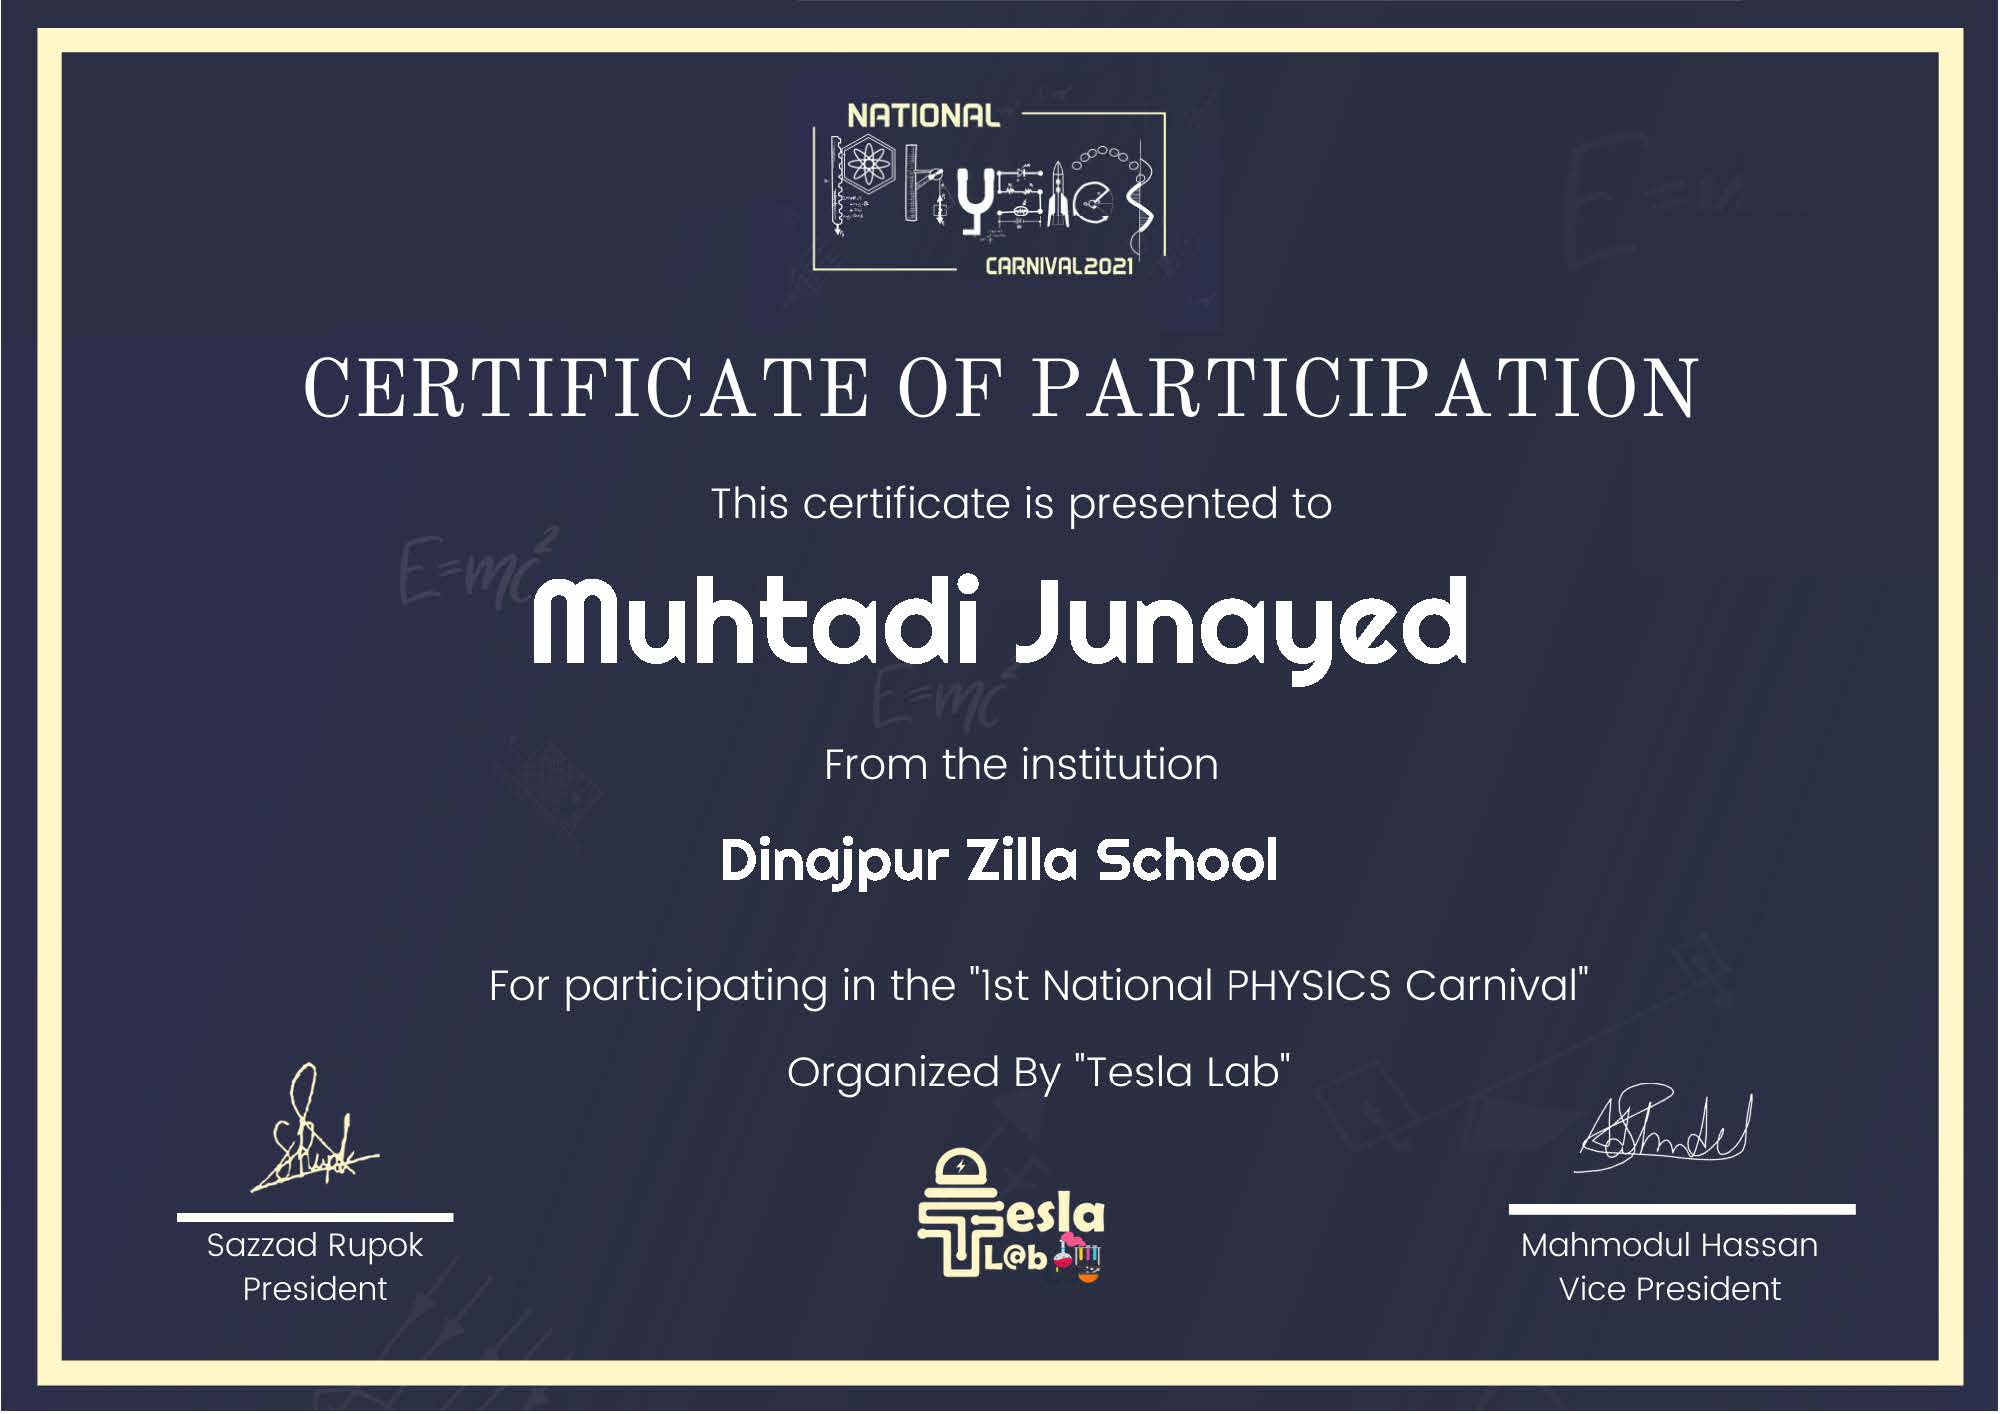 NATIONAL
Physics
CARNIVAL2021
E=m
CERTIFICATE OF PARTICIPATION
This certificate is presented to
E=mc²
Muhtadi Junayed
E=mc²
From the institution
Dinajpur Zilla School
For participating in the "1st National PHYSICS Carnival"
Organized By "Tesla Lab"
Tesla
L@b
Sazzad Rupok
President
Mahmodul Hassan
Vice President